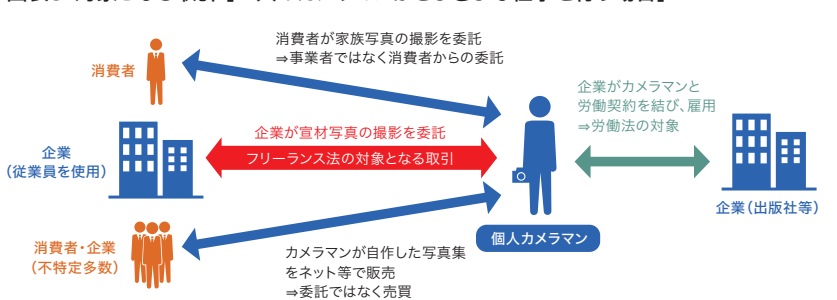 消費者が家族写真の撮影を委託
⇒事業者ではなく消費者からの委託
消費者
企業がカメラマンと
労働契約を結び、雇用
⇒労働法の対象
企業
(従業員を使用)
企業が宣材写真の撮影を委託
フリーランス法の対象となる取引
企業(出版社等)
個人カメラマン
消費者・企業
(不特定多数)
カメラマンが自作した写真集
をネット等で販売
⇒委託ではなく売買